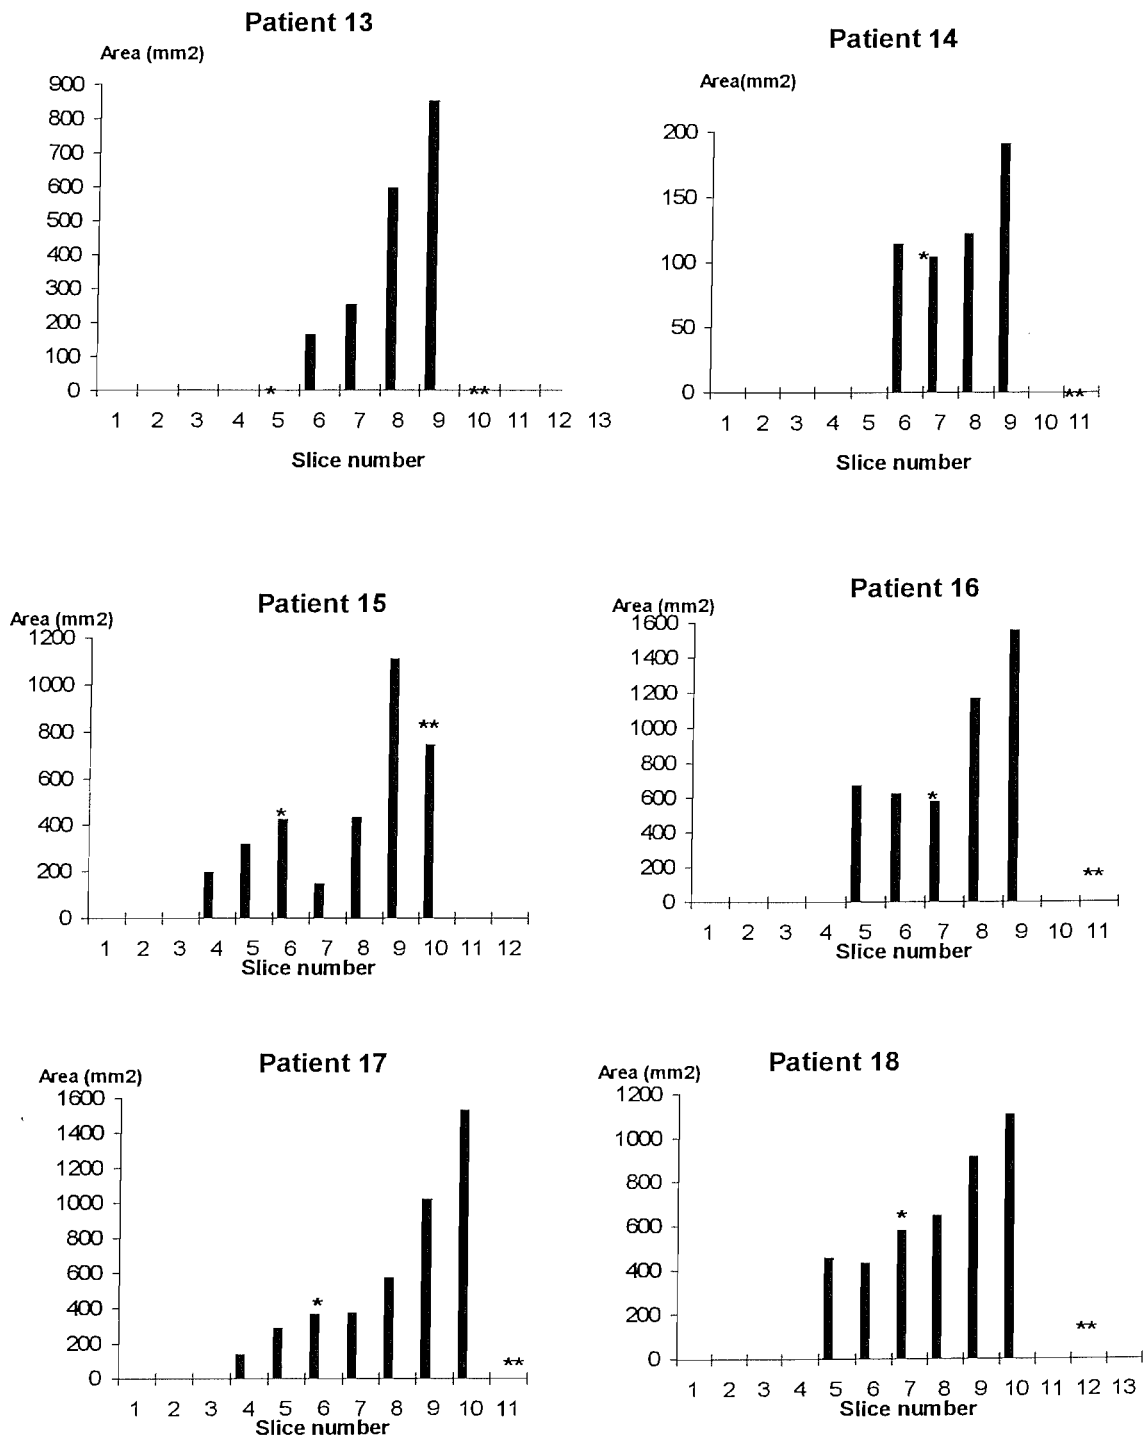 Patient 13
Area (mm2)
900
800
700
600
500
400
300
200
100
0
*
**
1 2 3 4 5 6 7 8 9 10 11 12 13
Slice number
Patient 14
Area(mm2)
200
150
100
50
0
*
**
1 2 3 4 5 6 7 8 9 10 11
Slice number
Patient 15
Area (mm2)
1200
1000
800
600
400
200
0
*
**
1 2 3 4 5 6 7 8 9 10 11 12
Slice number
Patient 16
Area (mm2)
1600
1400
1200
1000
800
600
400
200
0
*
**
1 2 3 4 5 6 7 8 9 10 11
Slice number
Patient 17
Area (mm2)
1600
1400
1200
1000
800
600
400
200
0
*
**
1 2 3 4 5 6 7 8 9 10 11
Slice number
Patient 18
Area (mm2)
1200
1000
800
600
400
200
0
*
**
1 2 3 4 5 6 7 8 9 10 11 12 13
Slice number